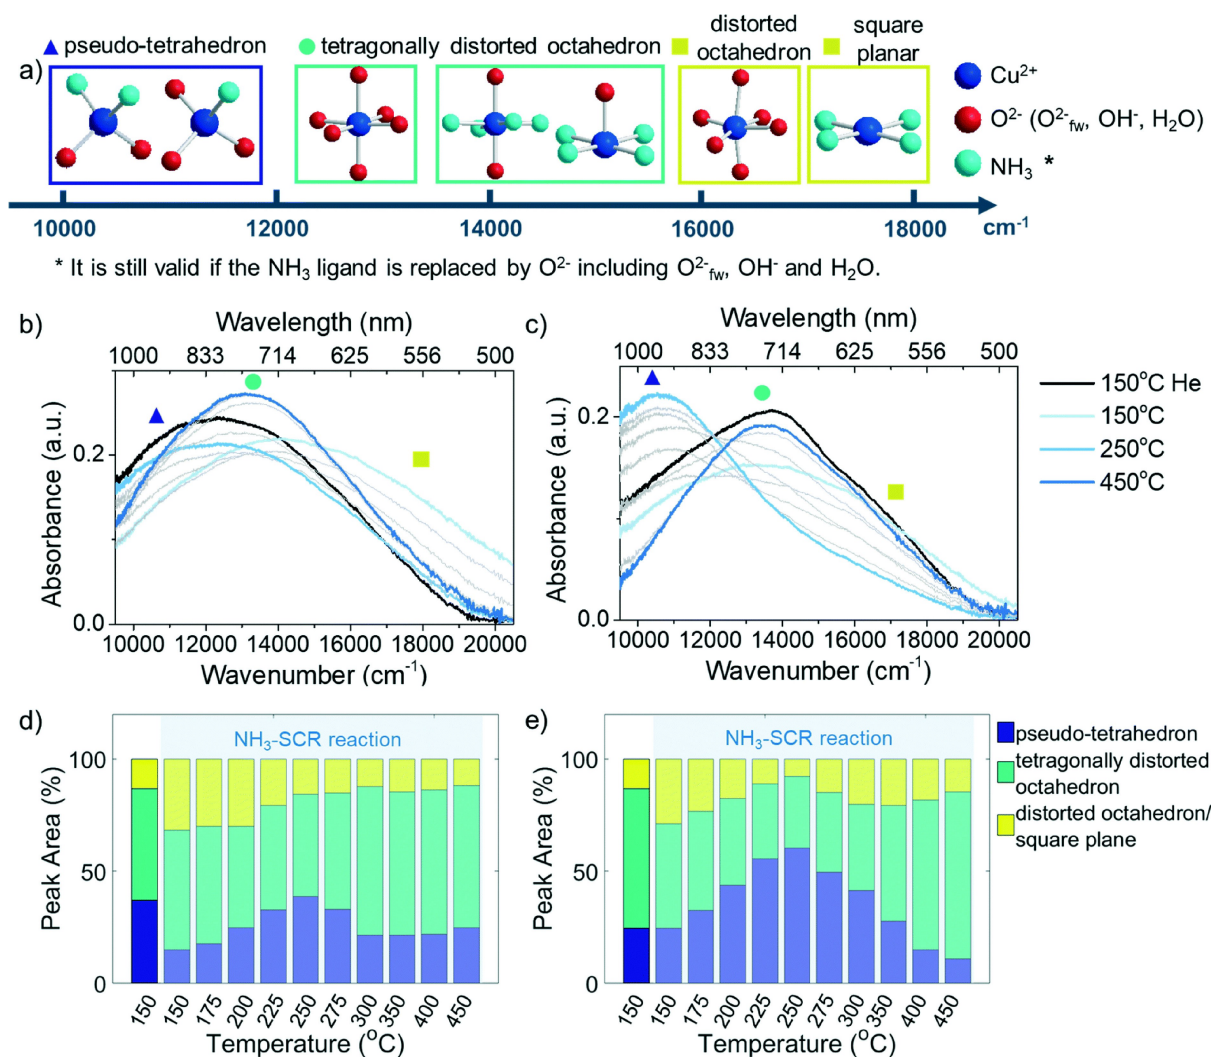 ▲ pseudo-tetrahedron
● tetragonally distorted octahedron
■ distorted octahedron
■ square planar
a)
Cu²⁺
O²⁻ (O²⁻fw, OH⁻, H₂O)
NH₃ *
10000 12000 14000 16000 18000 cm⁻¹
* It is still valid if the NH₃ ligand is replaced by O²⁻ including O²⁻fw, OH⁻ and H₂O.
b)
Wavelength (nm)
1000 833 714 625 556 500
Absorbance (a.u.)
0.2
0.0
10000 12000 14000 16000 18000 20000
Wavenumber (cm⁻¹)
c)
Wavelength (nm)
1000 833 714 625 556 500
Absorbance (a.u.)
0.2
0.0
10000 12000 14000 16000 18000 20000
Wavenumber (cm⁻¹)
150°C He
150°C
250°C
450°C
d)
NH₃-SCR reaction
Peak Area (%)
100
50
0
150 150 175 200 225 250 275 300 350 400 450
Temperature (°C)
e)
NH₃-SCR reaction
Peak Area (%)
100
50
0
150 150 175 200 225 250 275 300 350 400 450
Temperature (°C)
pseudo-tetrahedron
tetragonally distorted
octahedron
distorted octahedron/
square plane